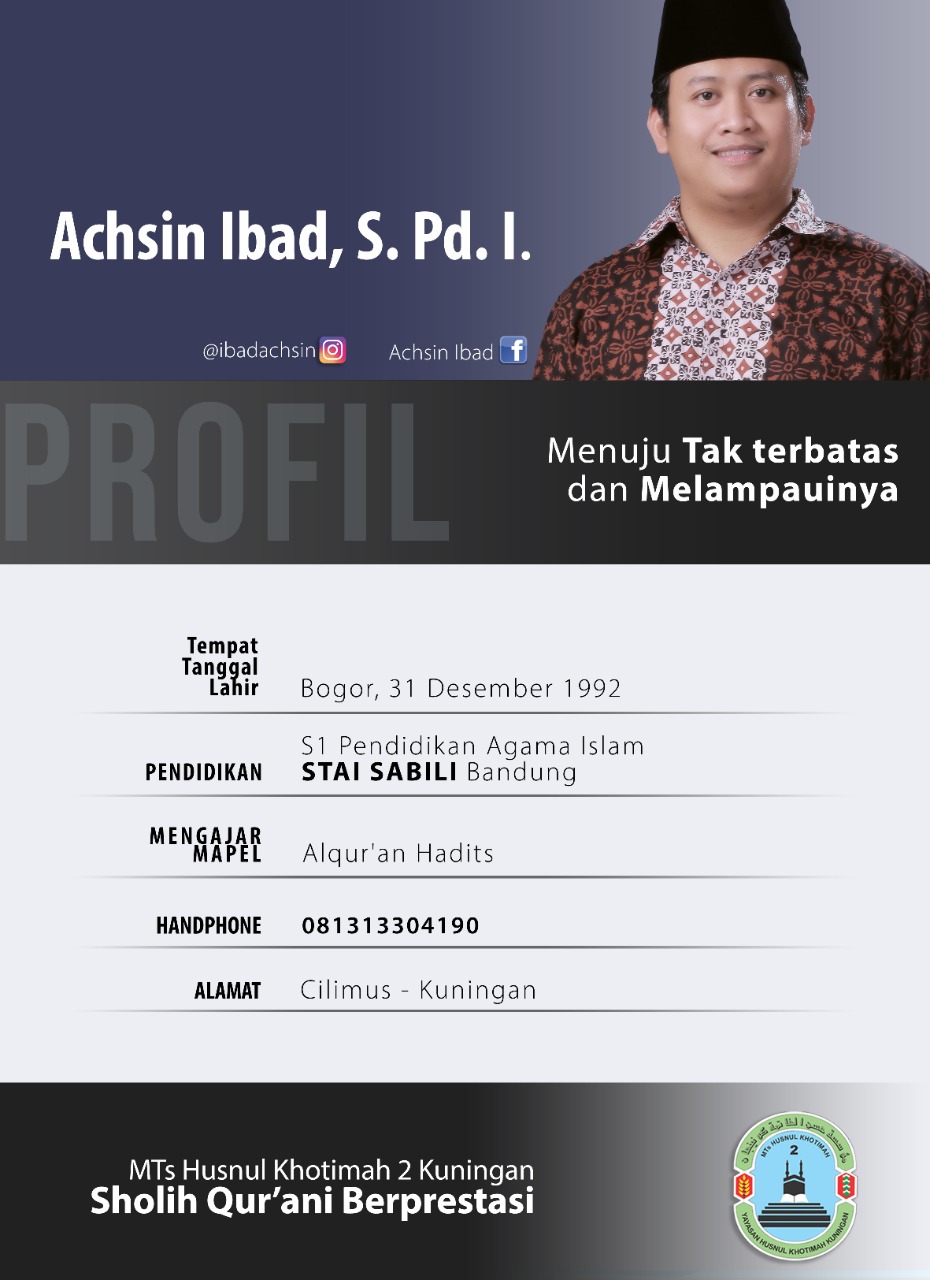 Achsin Ibad, S. Pd. I.
@ibadachsin
Achsin Ibad
PROFIL
Menuju Tak terbatas
dan Melampauinya
Tempat
Tanggal
Lahir
Bogor, 31 Desember 1992
PENDIDIKAN
S1 Pendidikan Agama Islam
STAI SABILI Bandung
MENGAJAR
MAPEL
Alqur'an Hadits
HANDPHONE
081313304190
ALAMAT
Cilimus - Kuningan
MTs Husnul Khotimah 2 Kuningan
Sholih Qur'ani Berprestasi
MTs HUSNUL KHOTIMAH
2
YAYASAN HUSNUL KHOTIMAH KUNINGAN